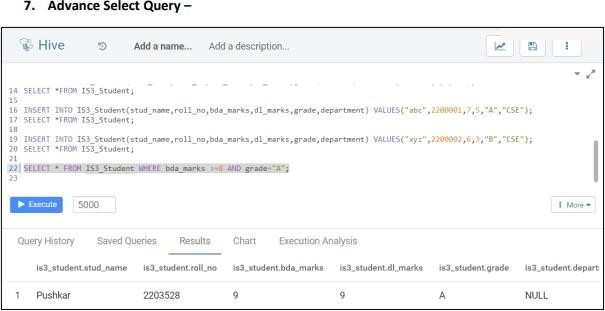 7. Advance Select Query –
Hive
Add a name...
Add a description...
14 SELECT *FROM IS3_Student;
15
16 INSERT INTO IS3_Student(stud_name,roll_no,bda_marks,dl_marks,grade,department) VALUES("abc",2200001,7,5,"A","CSE");
17 SELECT *FROM IS3_Student;
18
19 INSERT INTO IS3_Student(stud_name,roll_no,bda_marks,dl_marks,grade,department) VALUES("xyz",2200002,6,3,"B","CSE");
20 SELECT *FROM IS3_Student;
21
22 SELECT * FROM IS3_Student WHERE bda_marks >=8 AND grade="A";
23
Execute 5000 More
Query History Saved Queries Results Chart Execution Analysis
is3_student.stud_name is3_student.roll_no is3_student.bda_marks is3_student.dl_marks is3_student.grade is3_student.depart
1 Pushkar 2203528 9 9 A NULL